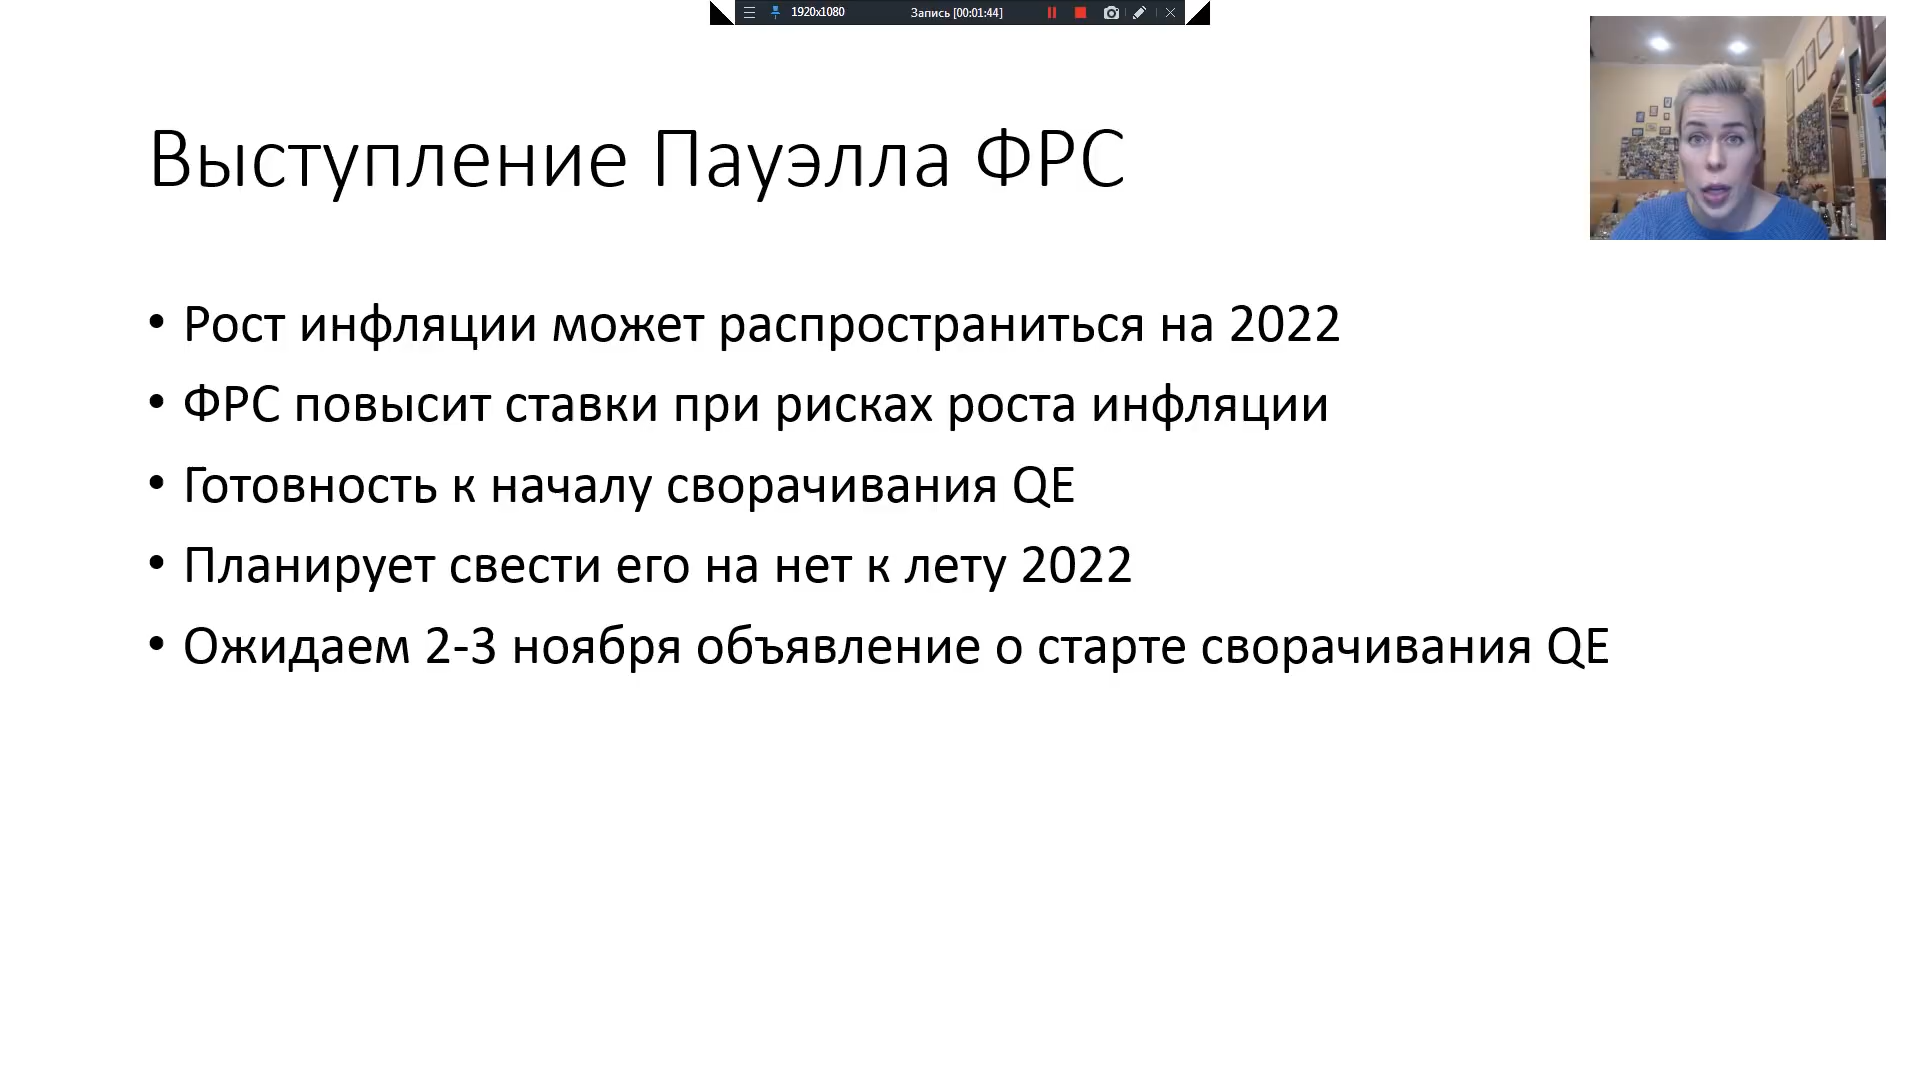 1920x1080 Запись [00:01:44]
Выступление Пауэлла ФРС
• Рост инфляции может распространиться на 2022
• ФРС повысит ставки при рисках роста инфляции
• Готовность к началу сворачивания QE
• Планирует свести его на нет к лету 2022
• Ожидаем 2-3 ноября объявление о старте сворачивания QE